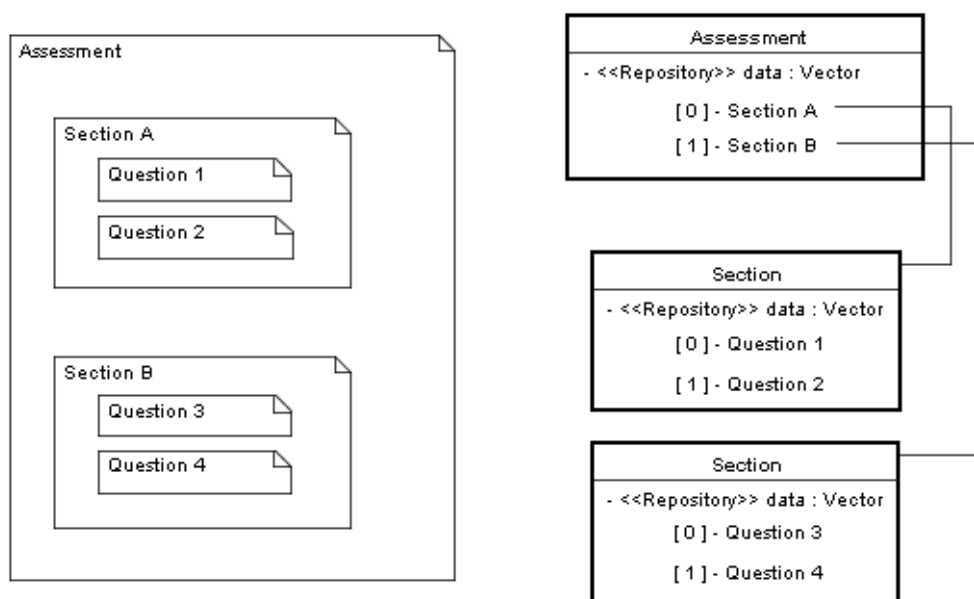 Assessment
Section A
Question 1
Question 2
Section B
Question 3
Question 4
Assessment
- <<Repository>> data : Vector
[ 0 ] - Section A
[ 1 ] - Section B
Section
- <<Repository>> data : Vector
[ 0 ] - Question 1
[ 1 ] - Question 2
Section
- <<Repository>> data : Vector
[ 0 ] - Question 3
[ 1 ] - Question 4